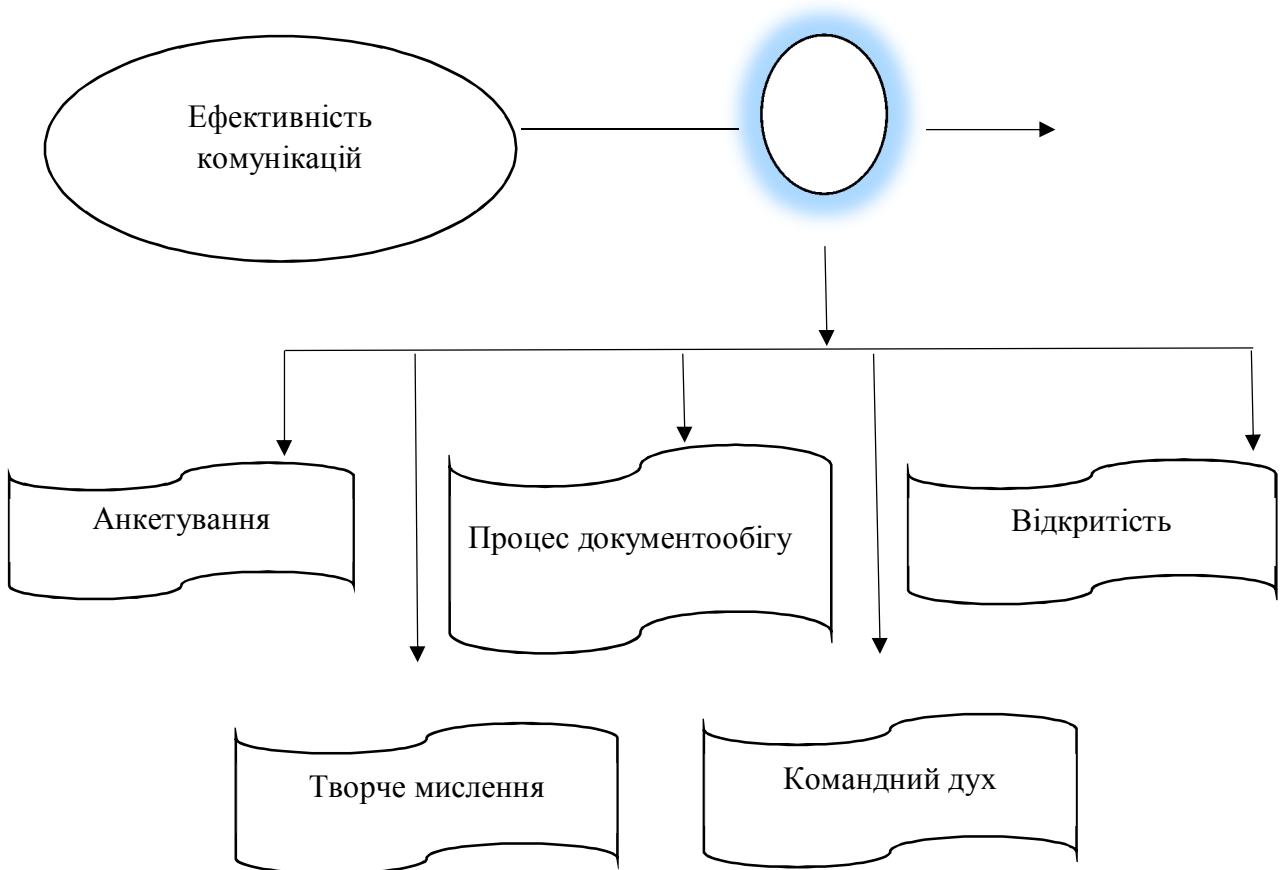 Ефективність
комунікацій
Анкетування
Процес документообігу
Відкритість
Творче мислення
Командний дух